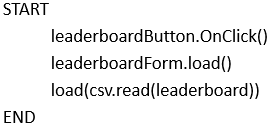 START
leaderboardButton.OnClick()
leaderboardForm.load()
load(csv.read(leaderboard))
END